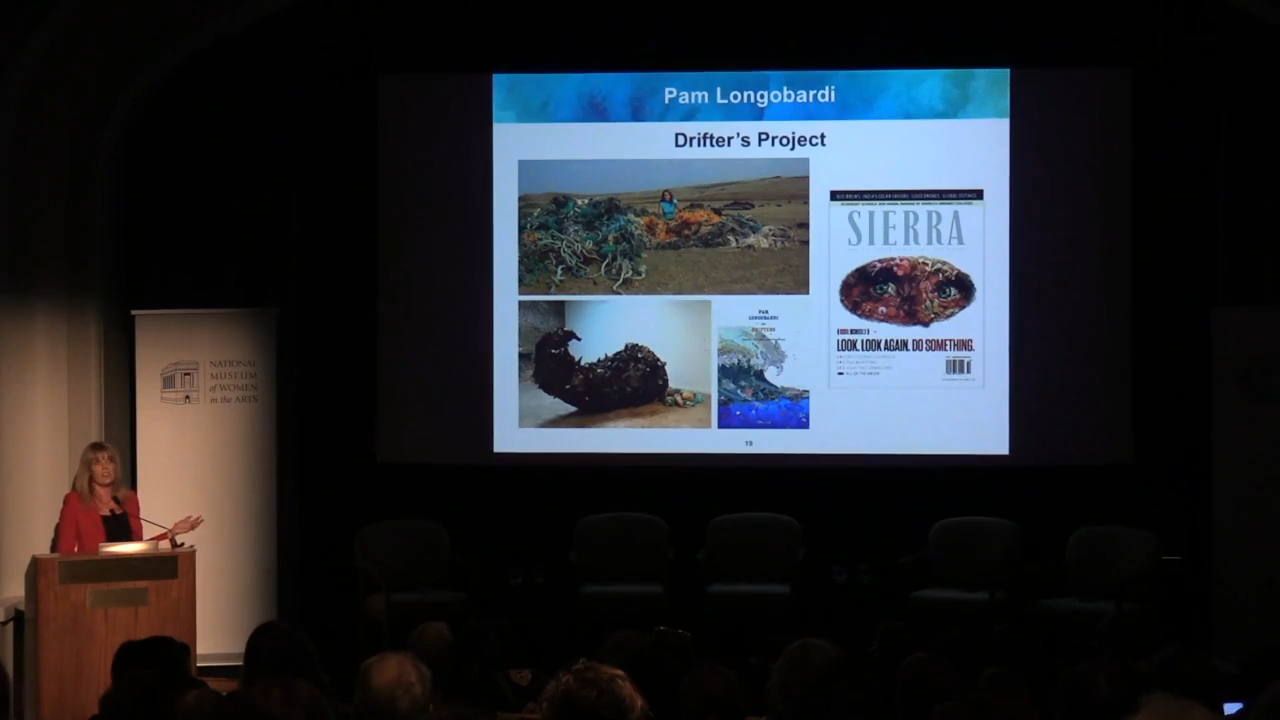 Pam Longobardi
Drifter's Project
SIERRA
LOOK. LOOK AGAIN. DO SOMETHING.
PAM
LONGOBARDI
DRIFTERS
19
NATIONAL
MUSEUM
of WOMEN
in the ARTS